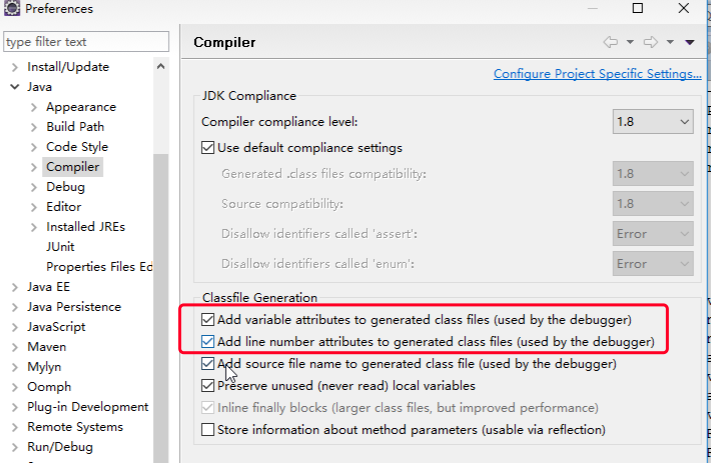 Preferences
type filter text
Install/Update
Java
Appearance
Build Path
Code Style
Compiler
Debug
Editor
Installed JREs
JUnit
Properties Files Ed
Java EE
Java Persistence
JavaScript
Maven
Mylyn
Oomph
Plug-in Development
Remote Systems
Run/Debug
Compiler
Configure Project Specific Settings...
JDK Compliance
Compiler compliance level: 1.8
Use default compliance settings
Generated .class files compatibility: 1.8
Source compatibility: 1.8
Disallow identifiers called 'assert': Error
Disallow identifiers called 'enum': Error
Classfile Generation
Add variable attributes to generated class files (used by the debugger)
Add line number attributes to generated class files (used by the debugger)
Add source file name to generated class file (used by the debugger)
Preserve unused (never read) local variables
Inline finally blocks (larger class files, but improved performance)
Store information about method parameters (usable via reflection)